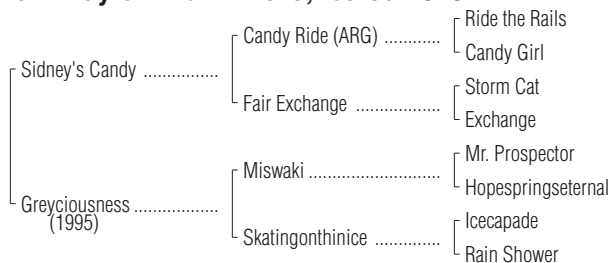 Ride the Rails
Candy Ride (ARG) ............
Candy Girl
Sidney's Candy ................
Storm Cat
Fair Exchange ..................
Exchange
Mr. Prospector
Miswaki ............................
Hopespringseternal
Greyciousness ..................
(1995)
Icecapade
Skatingonthinice ...............
Rain Shower